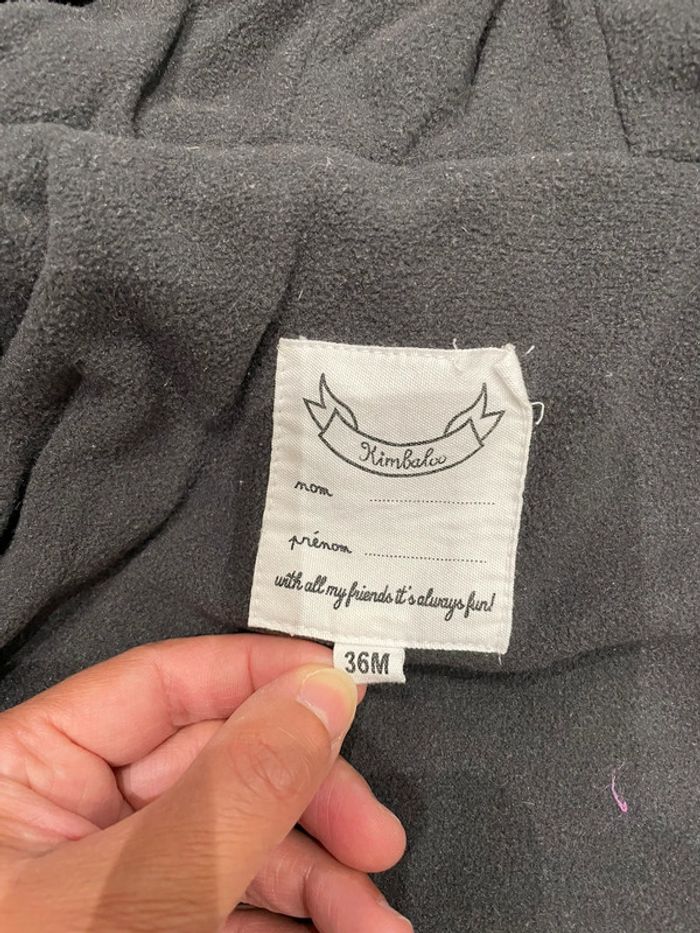 Kimbaloo
nom
prénom
with all my friends it's always fun!
36M